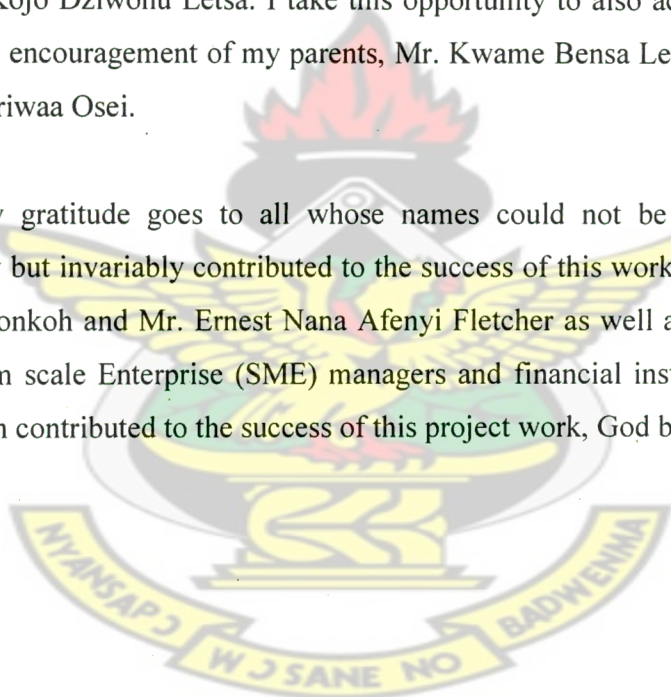 Kojo Dziwonu Letsa. I take this opportunity to also
encouragement of my parents, Mr. Kwame Bensa Le
riwaa Osei.
gratitude goes to all whose names could not be
but invariably contributed to the success of this work
onkoh and Mr. Ernest Nana Afenyi Fletcher as well a
scale Enterprise (SME) managers and financial inst
contributed to the success of this project work, God b
NYANSAPƆ
WƆSANE NO
BADWENMA